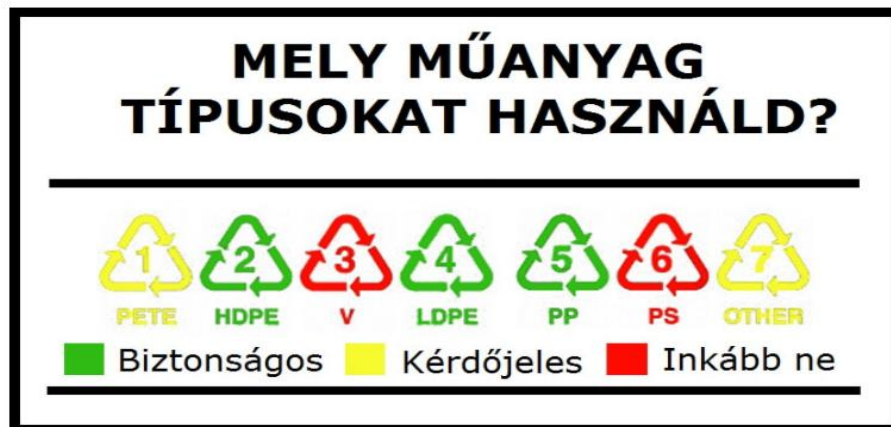 MELY MŰANYAG
TÍPUSOKAT HASZNÁLD?
1 2 3 4 5 6 7
PETE HDPE V LDPE PP PS OTHER
Biztonságos Kérdőjeles Inkább ne